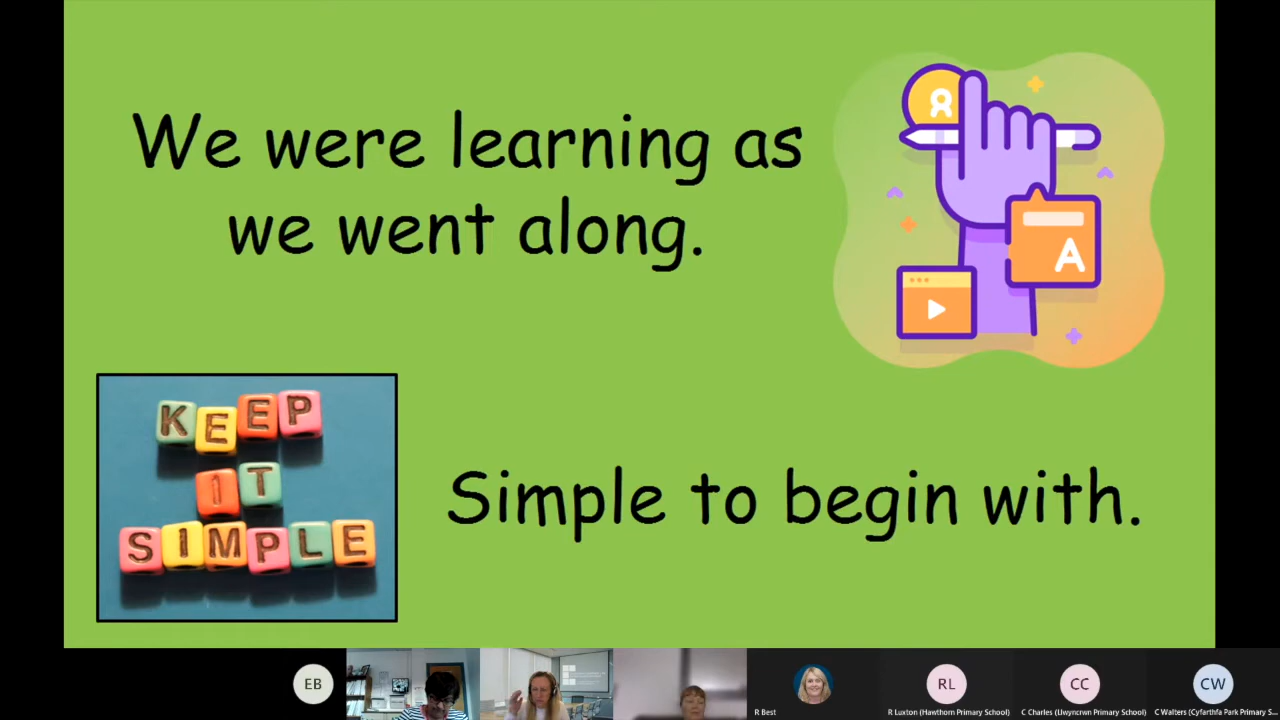 We were learning as
we went along.
A
KEEP
IT
SIMPLE
Simple to begin with.
EB
RL
CC
CW
R Best
R Luxton (Hawthorn Primary School)
C Charles (Llwyncrwn Primary School)
C Walters (Cyfarthfa Park Primary S...